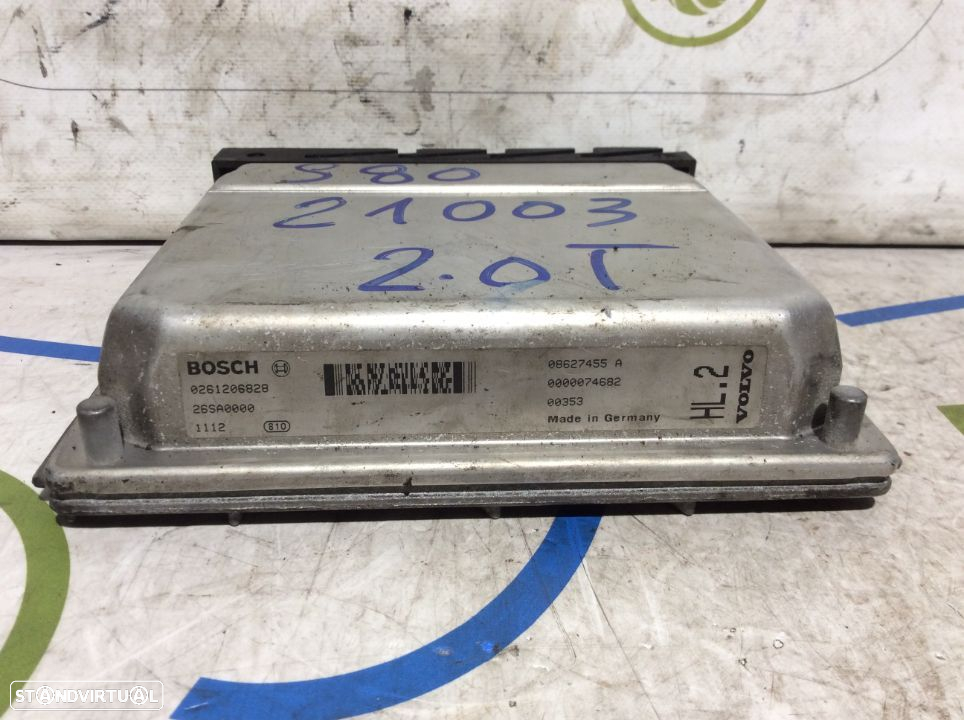 S80
21003
2.0T
BOSCH
0261206828
26SA0000
1112 810
08627455 A
0000074682
00353
Made in Germany
HL.2
VOLVO
STANDVIRTUAL